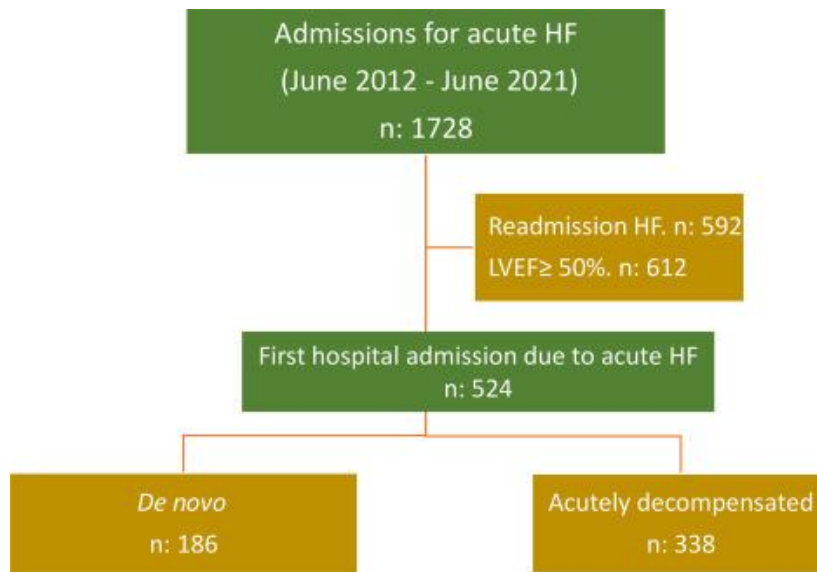 Admissions for acute HF
(June 2012 - June 2021)
n: 1728
Readmission HF. n: 592
LVEF≥ 50%. n: 612
First hospital admission due to acute HF
n: 524
De novo
n: 186
Acutely decompensated
n: 338